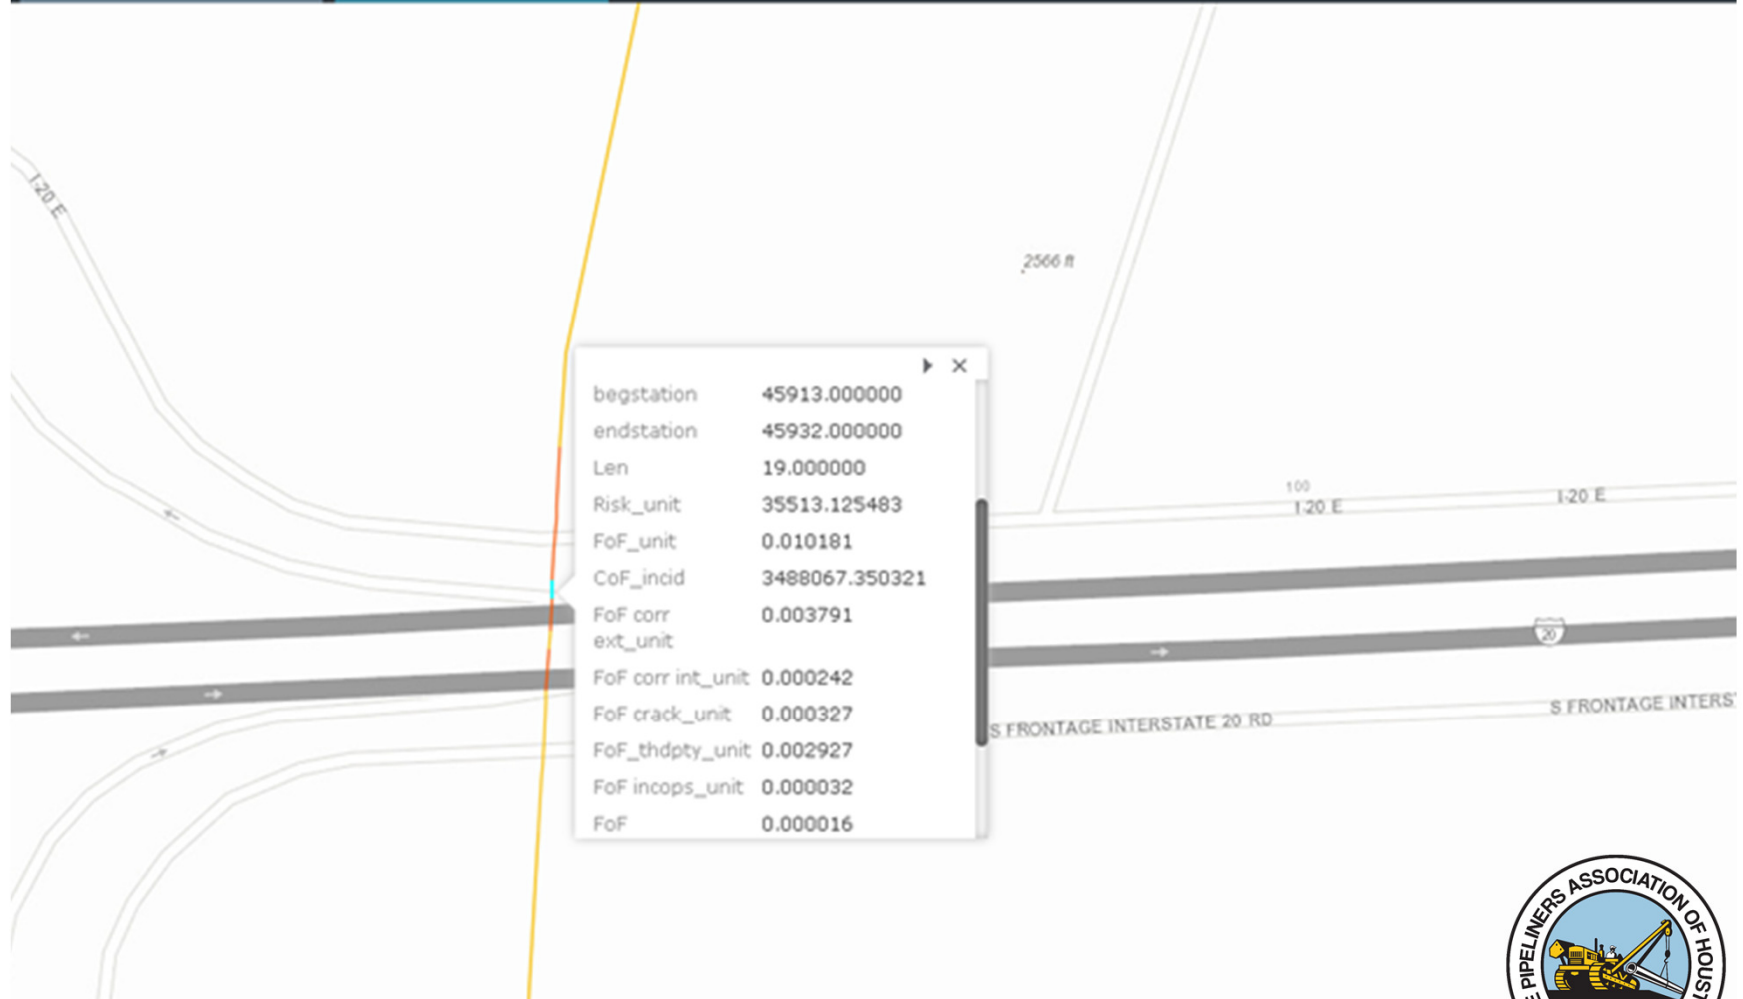 I-20 E
2566 ft
begstation 45913.000000
endstation 45932.000000
Len 19.000000
Risk_unit 35513.125483
FoF_unit 0.010181
CoF_incid 3488067.350321
FoF corr 0.003791
ext_unit
FoF corr int_unit 0.000242
FoF crack_unit 0.000327
FoF_thdpty_unit 0.002927
FoF incops_unit 0.000032
FoF 0.000016
100
I-20 E
I-20 E
20
S FRONTAGE INTERSTATE 20 RD
S FRONTAGE INTERS
PIPELINERS ASSOCIATION OF HOUST